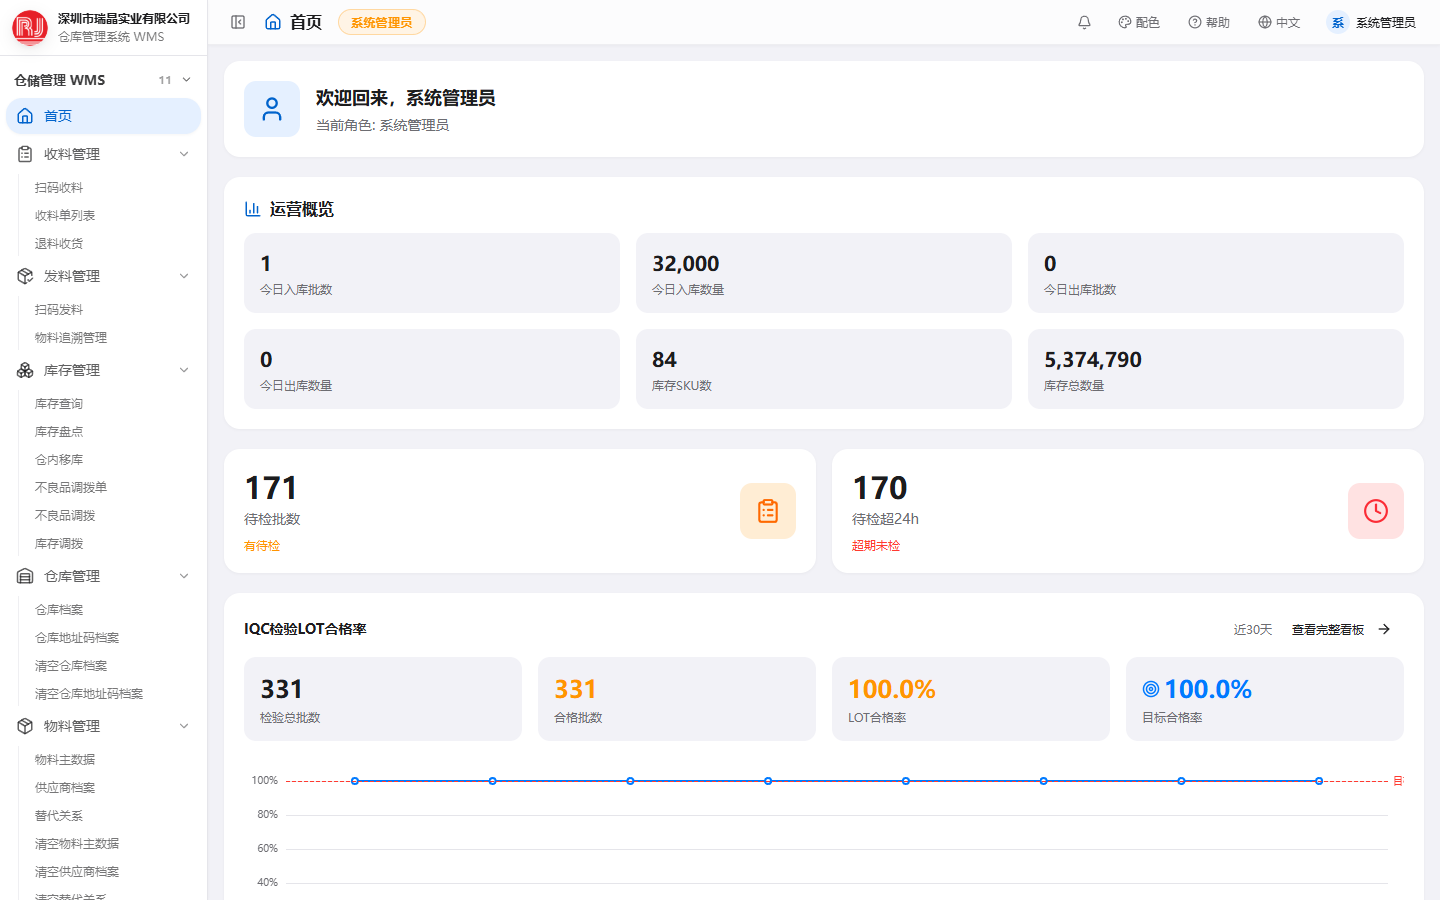 深圳市瑞晶实业有限公司
仓库管理系统 WMS
首页
系统管理员
配色
帮助
中文
系
系统管理员
仓储管理 WMS
11
首页
收料管理
扫码收料
收料单列表
退料收货
发料管理
扫码发料
物料追溯管理
库存管理
库存查询
库存盘点
仓内移库
不良品调拨单
不良品调拨
库存调拨
仓库管理
仓库档案
仓库地址码档案
清空仓库档案
清空仓库地址码档案
物料管理
物料主数据
供应商档案
替代关系
清空物料主数据
清空供应商档案
清空替代关系
欢迎回来，系统管理员
当前角色: 系统管理员
运营概览
1
今日入库批数
32,000
今日入库数量
0
今日出库批数
0
今日出库数量
84
库存SKU数
5,374,790
库存总数量
171
待检批数
有待检
170
待检超24h
超期未检
IQC检验LOT合格率
近30天
查看完整看板
331
检验总批数
331
合格批数
100.0%
LOT合格率
100.0%
目标合格率
100%
目
80%
60%
40%